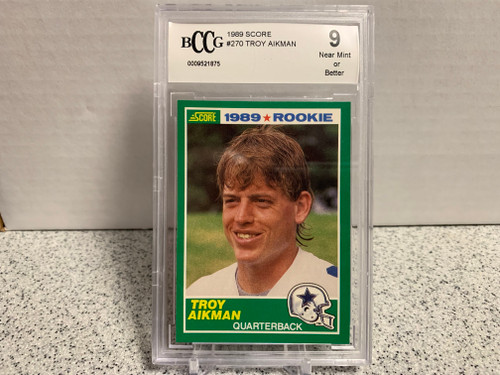 BCCG
0009521875
1989 SCORE
#270 TROY AIKMAN
9
Near Mint
or
Better
SCORE
1989 ★ ROOKIE
TROY
AIKMAN
QUARTERBACK